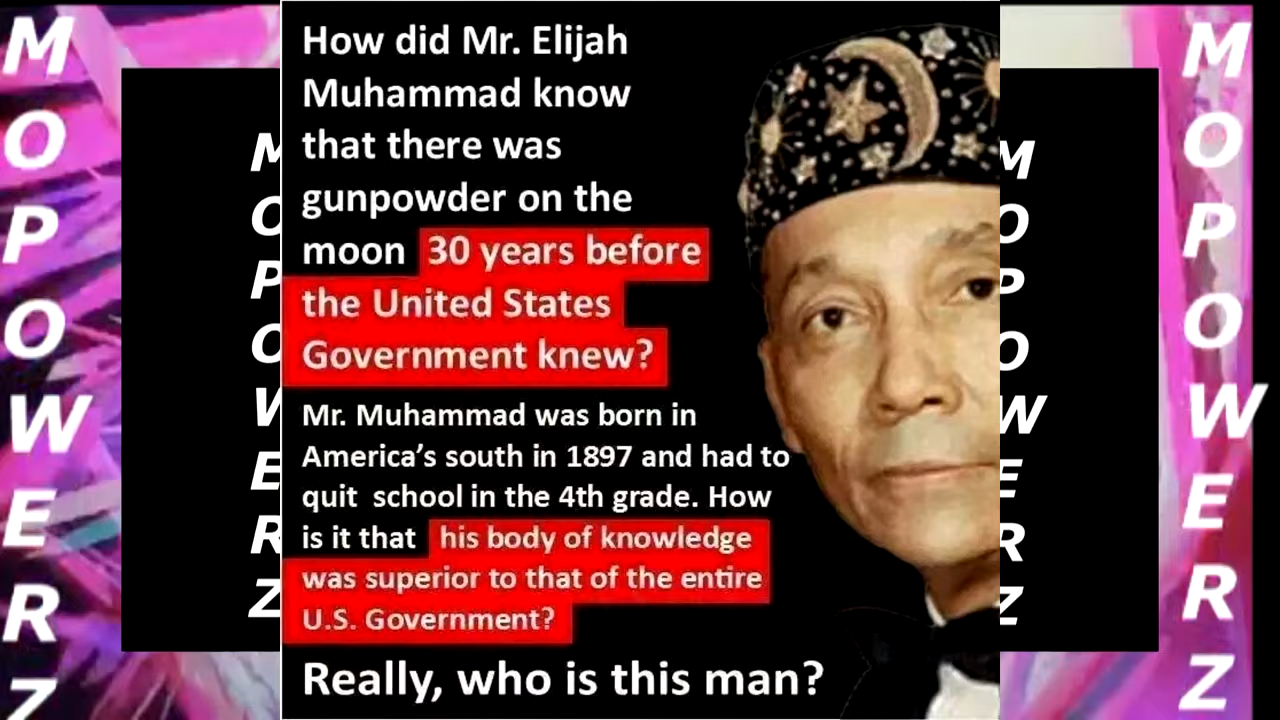 MOPOWERZ
MOPOWERZ
How did Mr. Elijah
Muhammad know
that there was
gunpowder on the
moon 30 years before
the United States
Government knew?
Mr. Muhammad was born in
America’s south in 1897 and had to
quit school in the 4th grade. How
is it that his body of knowledge
was superior to that of the entire
U.S. Government?
Really, who is this man?
MOPOWERZ
MOPOWERZ